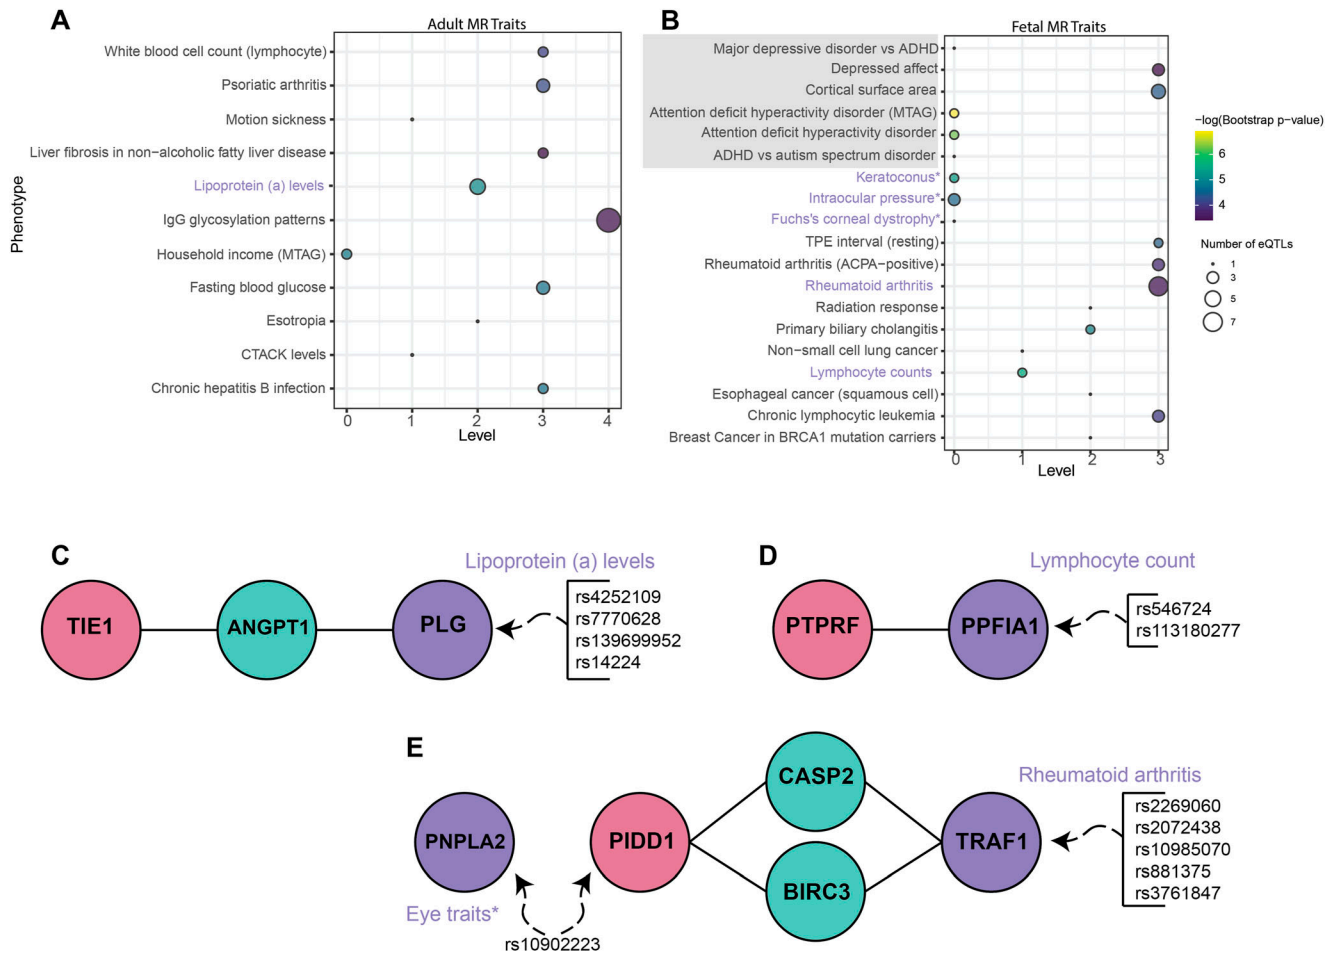 A
Adult MR Traits
Phenotype
White blood cell count (lymphocyte)
Psoriatic arthritis
Motion sickness
Liver fibrosis in non−alcoholic fatty liver disease
Lipoprotein (a) levels
IgG glycosylation patterns
Household income (MTAG)
Fasting blood glucose
Esotropia
CTACK levels
Chronic hepatitis B infection
0 1 2 3 4
Level
B
Fetal MR Traits
Major depressive disorder vs ADHD
Depressed affect
Cortical surface area
Attention deficit hyperactivity disorder (MTAG)
Attention deficit hyperactivity disorder
ADHD vs autism spectrum disorder
Keratoconus*
Intraocular pressure*
Fuchs's corneal dystrophy*
TPE interval (resting)
Rheumatoid arthritis (ACPA−positive)
Rheumatoid arthritis
Radiation response
Primary biliary cholangitis
Non−small cell lung cancer
Lymphocyte counts
Esophageal cancer (squamous cell)
Chronic lymphocytic leukemia
Breast Cancer in BRCA1 mutation carriers
0 1 2 3
Level
−log(Bootstrap p−value)
6
5
4
Number of eQTLs
1
3
5
7
C
Lipoprotein (a) levels
TIE1
ANGPT1
PLG
rs4252109
rs7770628
rs139699952
rs14224
D
Lymphocyte count
PTPRF
PPFIA1
rs546724
rs113180277
E
PNPLA2
Eye traits*
rs10902223
PIDD1
CASP2
BIRC3
TRAF1
Rheumatoid arthritis
rs2269060
rs2072438
rs10985070
rs881375
rs3761847